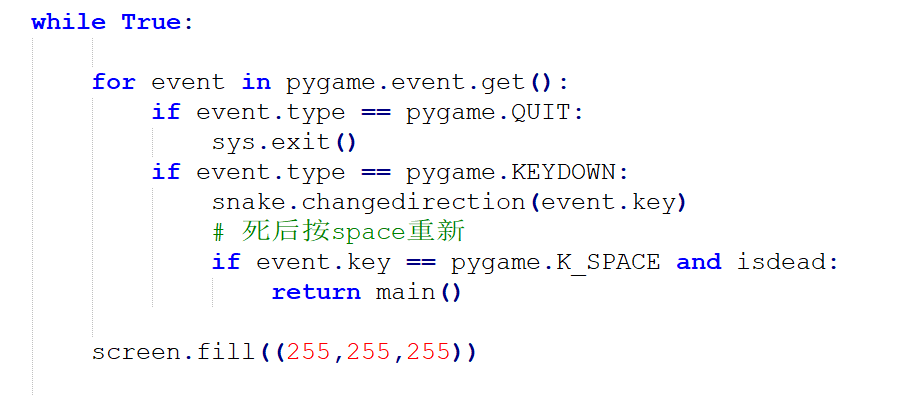 while True:
for event in pygame.event.get():
if event.type == pygame.QUIT:
sys.exit()
if event.type == pygame.KEYDOWN:
snake.changedirection(event.key)
# 死后按space重新
if event.key == pygame.K_SPACE and isdead:
return main()
screen.fill((255,255,255))